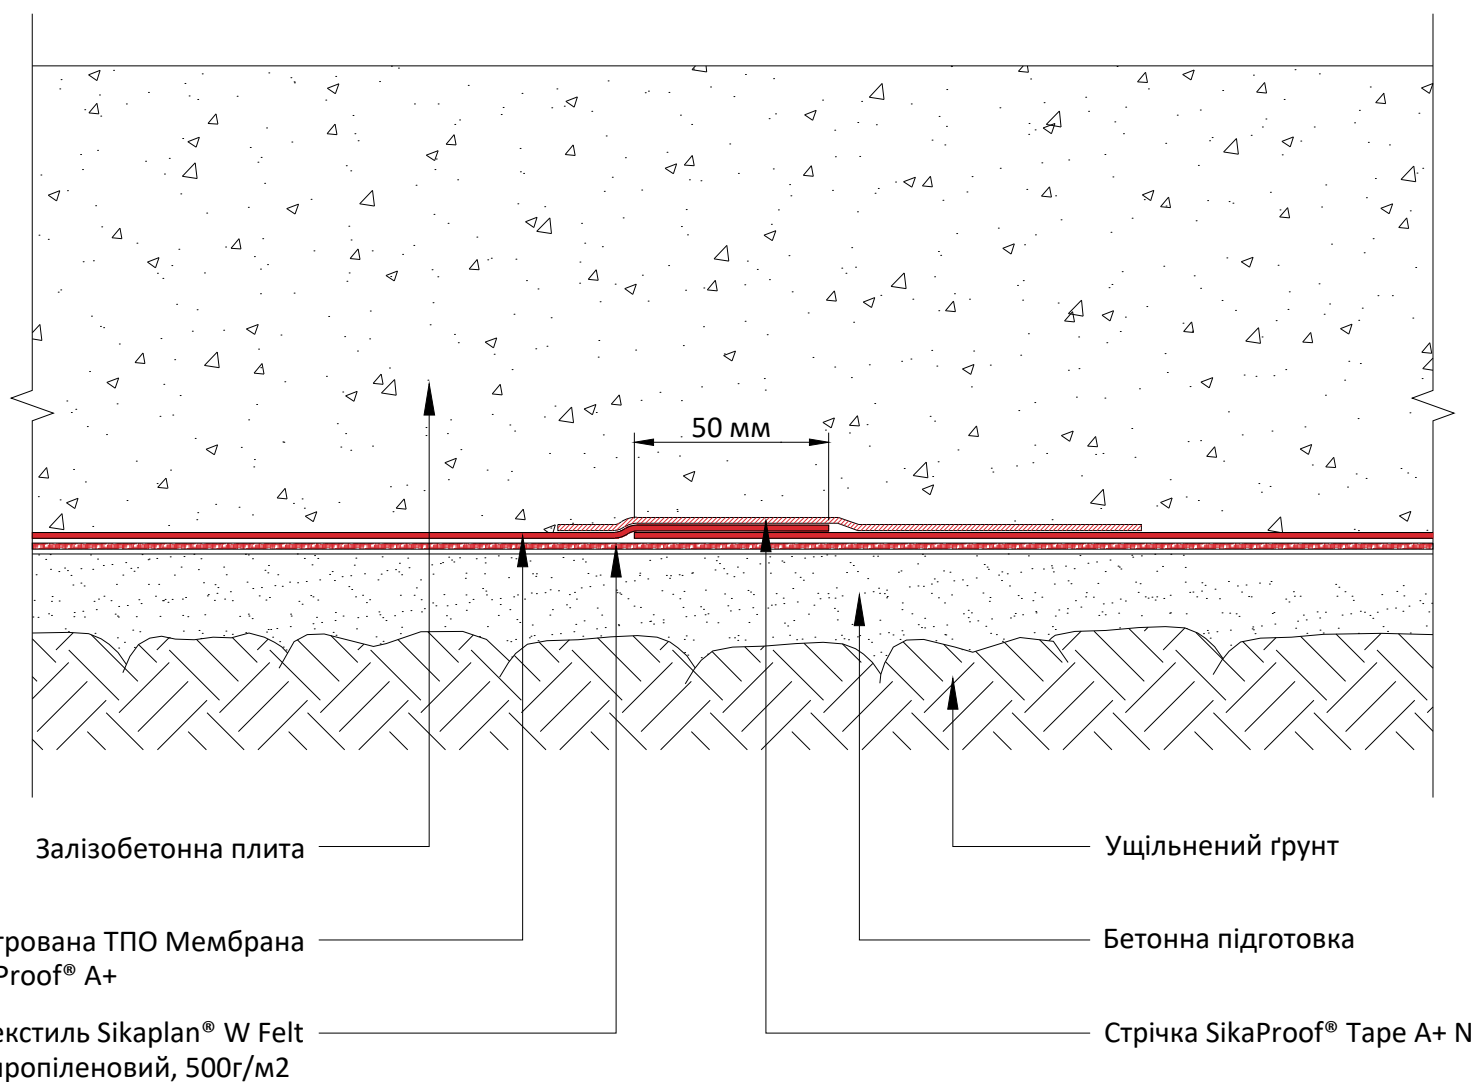 50 мм
Залізобетонна плита
трована ТПО Мембрана
Proof® A+
екстиль Sikaplan® W Felt
ропіленовий, 500г/м2
Ущільнений ґрунт
Бетонна підготовка
Стрічка SikaProof® Tape A+ N